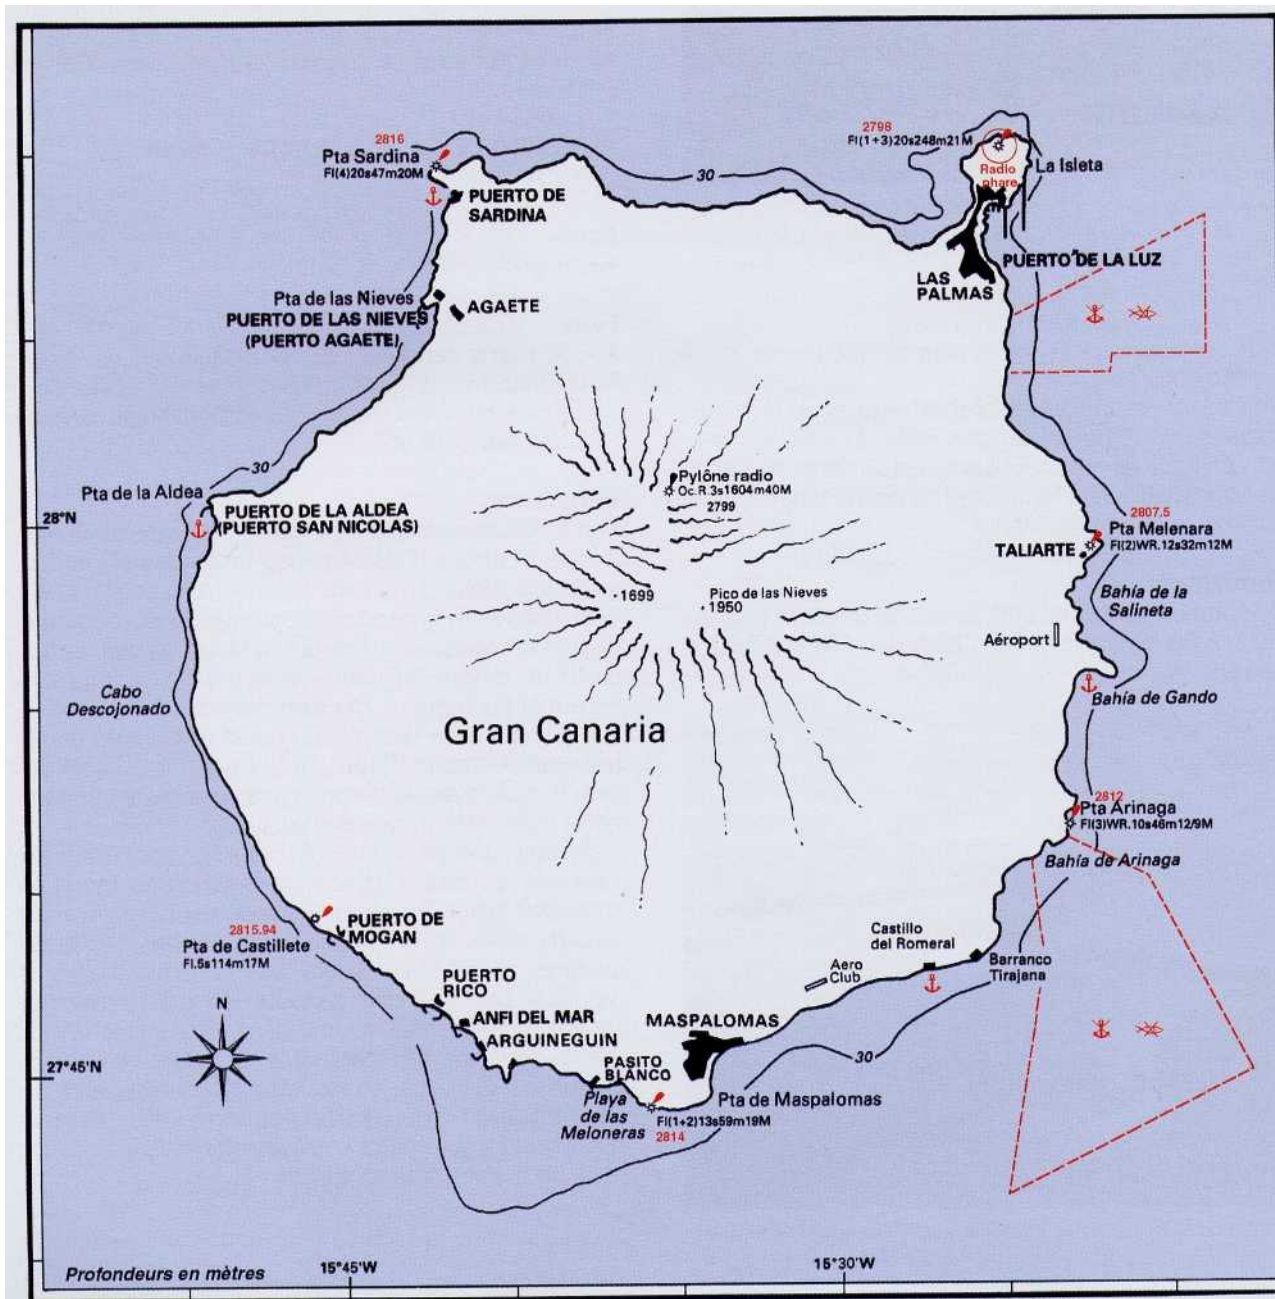 2816
Pta Sardina
Fl(4)20s47m20M
PUERTO DE
SARDINA
30
2798
Fl(1+3)20s248m21M
Radio
phare
La Isleta
PUERTO DE LA LUZ
LAS
PALMAS
Pta de las Nieves
PUERTO DE LAS NIEVES
(PUERTO AGAETE)
AGAETE
30
Pta de la Aldea
PUERTO DE LA ALDEA
(PUERTO SAN NICOLAS)
28°N
Pylône radio
Oc.R.3s1604m40M
2799
2807.5
Pta Melenara
Fl(2)WR.12s32m12M
TALIARTE
Bahía de la
Salineta
1699
Pico de las Nieves
1950
Aéroport
Bahía de Gando
Cabo
Descojonado
Gran Canaria
2812
Pta Arinaga
Fl(3)WR.10s46m12/9M
Bahía de Arinaga
2815.94
Pta de Castillete
Fl.5s114m17M
PUERTO DE
MOGAN
Castillo
del Romeral
Aero
Club
Barranco
Tirajana
N
PUERTO
RICO
ANFI DEL MAR
ARGUINEGUIN
MASPALOMAS
30
27°45'N
PASITO
BLANCO
Playa
de las
Meloneras
Pta de Maspalomas
Fl(1+2)13s59m19M
2814
Profondeurs en mètres
15°45'W
15°30'W